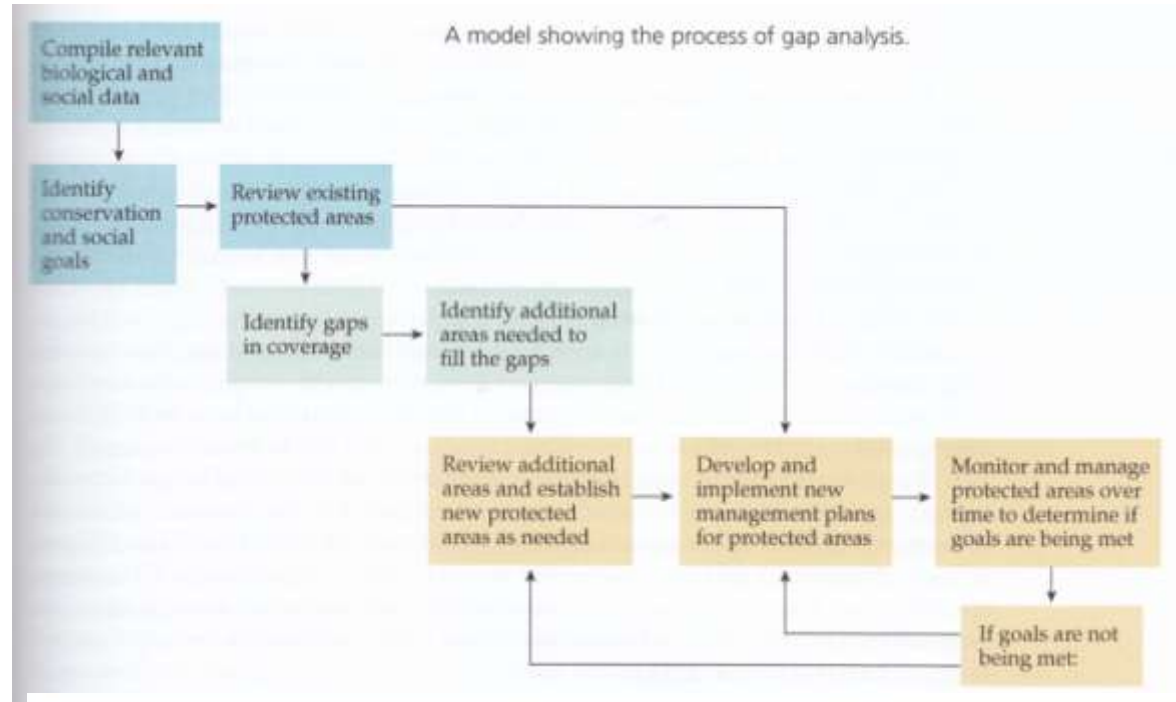 A model showing the process of gap analysis.
Compile relevant
biological and
social data
Identify
conservation
and social
goals
Review existing
protected areas
Identify gaps
in coverage
Identify additional
areas needed to
fill the gaps
Review additional
areas and establish
new protected
areas as needed
Develop and
implement new
management plans
for protected areas
Monitor and manage
protected areas over
time to determine if
goals are being met
If goals are not
being met: